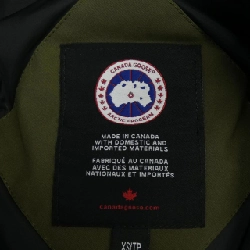 CANADA GOOSE
ARCTIC PROGRAM
MADE IN CANADA
WITH DOMESTIC AND
IMPORTED MATERIALS
FABRIQUÉ AU CANADA
AVEC DES MATÉRIAUX
CANADIENS ET IMPORTÉS
canadagoose.com
XS/TP